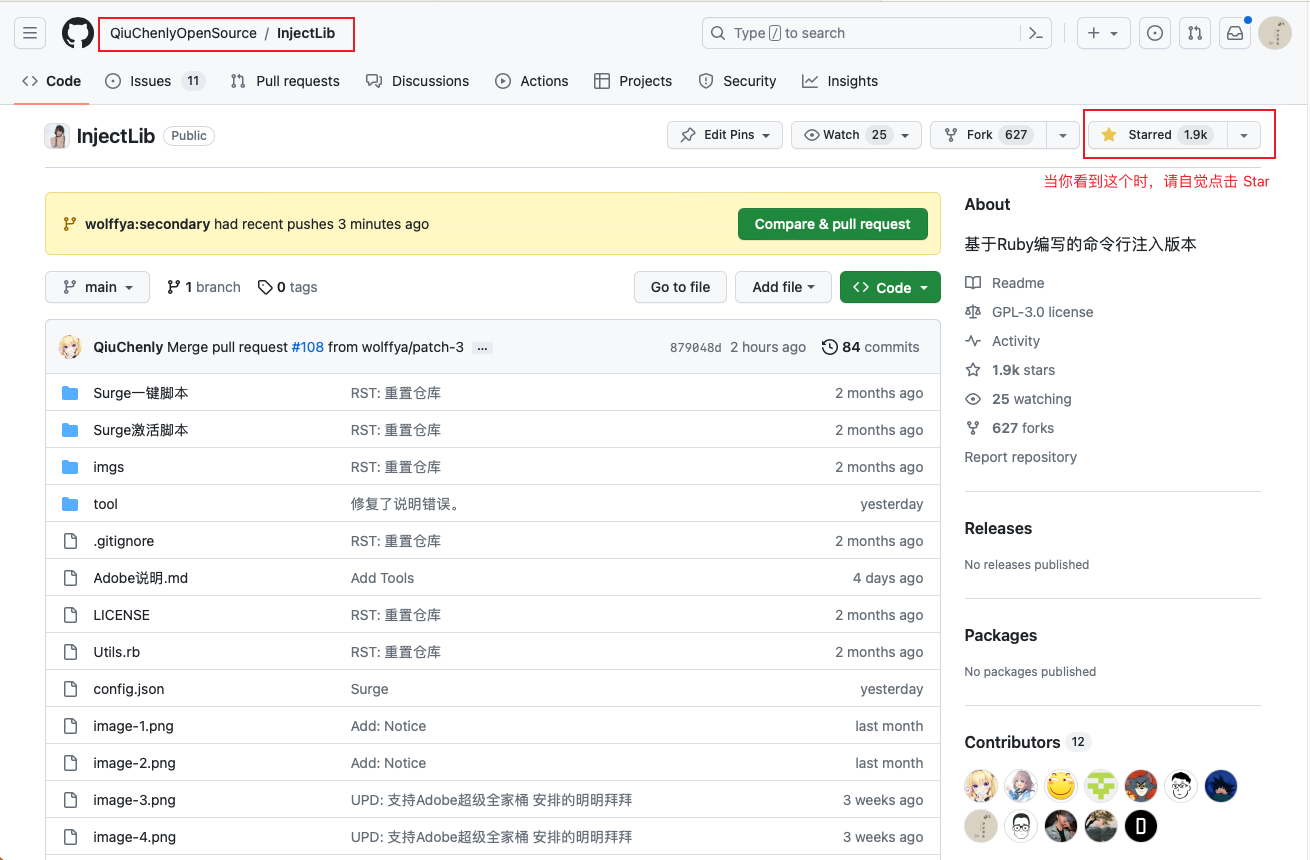 QiuChenlyOpenSource / InjectLib
Type / to search
Code
Issues 11
Pull requests
Discussions
Actions
Projects
Security
Insights
InjectLib Public
Edit Pins
Watch 25
Fork 627
Starred 1.9k
当你看到这个时，请自觉点击 Star
wolffya:secondary had recent pushes 3 minutes ago
Compare & pull request
main
1 branch
0 tags
Go to file
Add file
Code
QiuChenly Merge pull request #108 from wolffya/patch-3 ...
879048d 2 hours ago
84 commits
Surge一键脚本 RST: 重置仓库 2 months ago
Surge激活脚本 RST: 重置仓库 2 months ago
imgs RST: 重置仓库 2 months ago
tool 修复了说明错误。 yesterday
.gitignore RST: 重置仓库 2 months ago
Adobe说明.md Add Tools 4 days ago
LICENSE RST: 重置仓库 2 months ago
Utils.rb RST: 重置仓库 2 months ago
config.json Surge yesterday
image-1.png Add: Notice last month
image-2.png Add: Notice last month
image-3.png UPD: 支持Adobe超级全家桶 安排的明明拜拜 3 weeks ago
image-4.png UPD: 支持Adobe超级全家桶 安排的明明拜拜 3 weeks ago
About
基于Ruby编写的命令行注入版本
Readme
GPL-3.0 license
Activity
1.9k stars
25 watching
627 forks
Report repository
Releases
No releases published
Packages
No packages published
Contributors 12